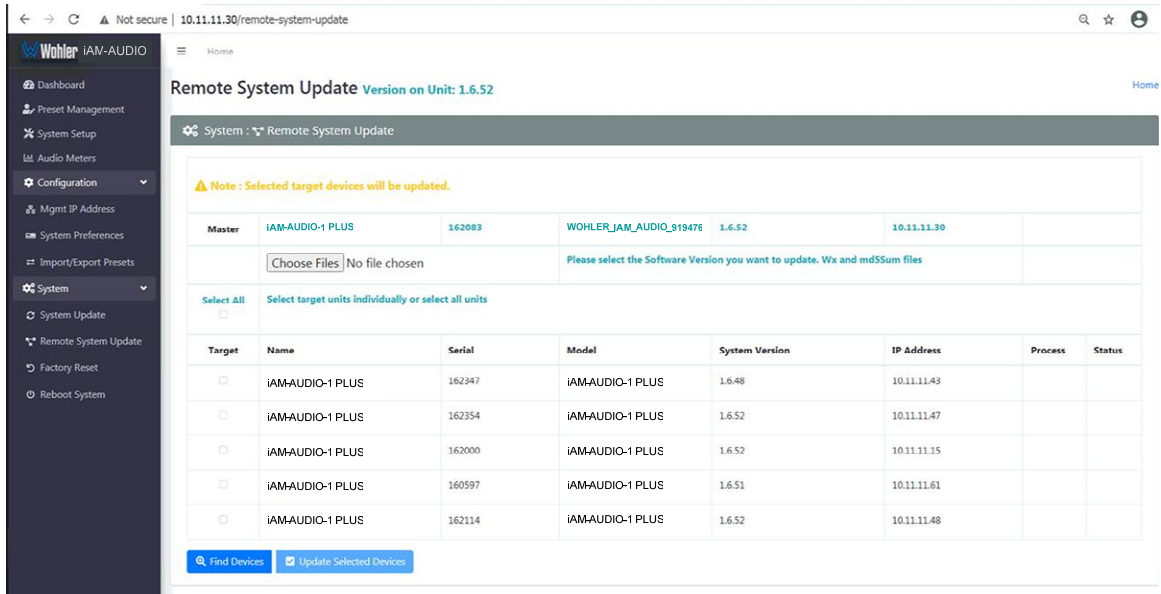 Not secure | 10.11.11.30/remote-system-update
Wohler iAM-AUDIO
Home
Dashboard
Preset Management
System Setup
Audio Meters
Configuration
Mgmt IP Address
System Preferences
Import/Export Presets
System
System Update
Remote System Update
Factory Reset
Reboot System
Remote System Update Version on Unit: 1.6.52
Home
System : Remote System Update
Note : Selected target devices will be updated.
Master iAM-AUDIO-1 PLUS 162083 WOHLER_IAM_AUDIO_919476 1.6.52 10.11.11.30
Choose Files No file chosen Please select the Software Version you want to update. Wx and md5Sum files
Select All Select target units individually or select all units
Target Name Serial Model System Version IP Address Process Status
iAM-AUDIO-1 PLUS 162347 iAM-AUDIO-1 PLUS 1.6.48 10.11.11.43
iAM-AUDIO-1 PLUS 162354 iAM-AUDIO-1 PLUS 1.6.52 10.11.11.47
iAM-AUDIO-1 PLUS 162000 iAM-AUDIO-1 PLUS 1.6.52 10.11.11.15
iAM-AUDIO-1 PLUS 160597 iAM-AUDIO-1 PLUS 1.6.51 10.11.11.61
iAM-AUDIO-1 PLUS 162114 iAM-AUDIO-1 PLUS 1.6.52 10.11.11.48
Find Devices Update Selected Devices